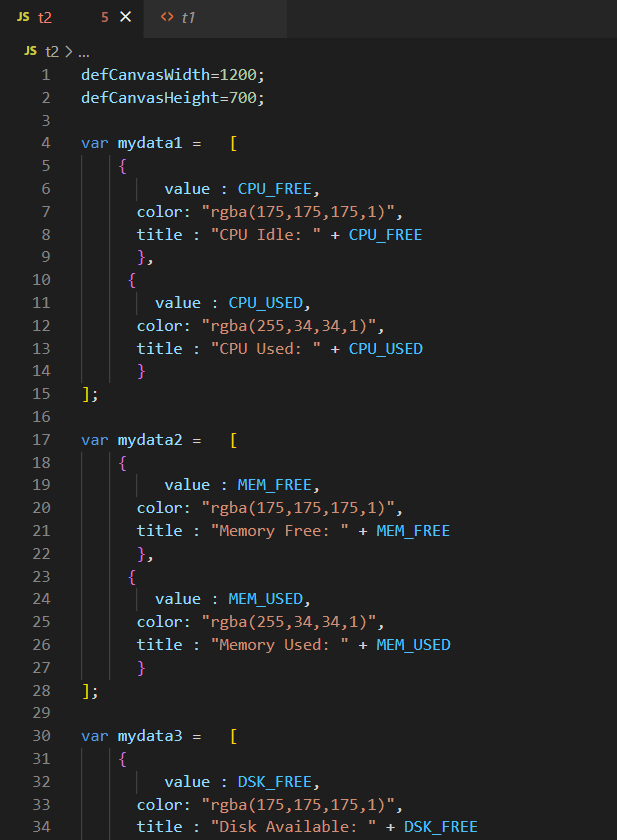 JS t2 5 × <> t1
JS t2 > ...
1 defCanvasWidth=1200;
2 defCanvasHeight=700;
3
4 var mydata1 =   [
5     {
6          value : CPU_FREE,
7       color: "rgba(175,175,175,1)",
8       title : "CPU Idle: " + CPU_FREE
9       },
10      {
11         value : CPU_USED,
12       color: "rgba(255,34,34,1)",
13       title : "CPU Used: " + CPU_USED
14       }
15 ];
16
17 var mydata2 =   [
18     {
19          value : MEM_FREE,
20       color: "rgba(175,175,175,1)",
21       title : "Memory Free: " + MEM_FREE
22       },
23      {
24         value : MEM_USED,
25       color: "rgba(255,34,34,1)",
26       title : "Memory Used: " + MEM_USED
27       }
28 ];
29
30 var mydata3 =   [
31     {
32          value : DSK_FREE,
33       color: "rgba(175,175,175,1)",
34       title : "Disk Available: " + DSK_FREE